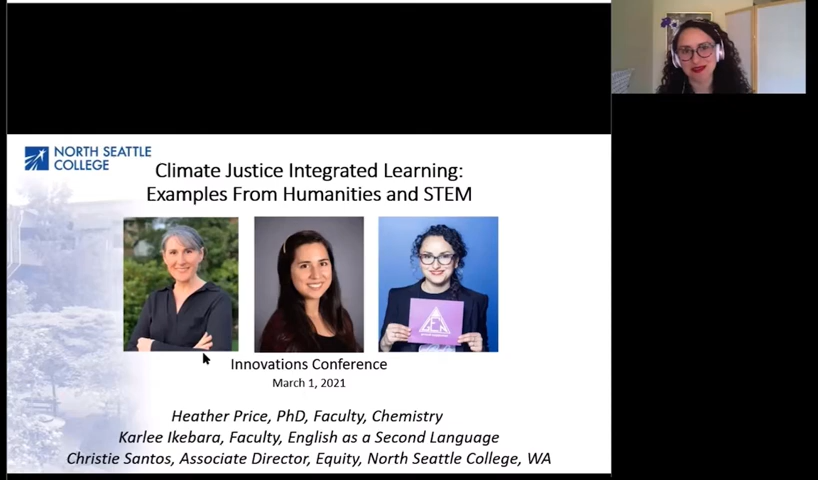 NORTH SEATTLE
COLLEGE
Climate Justice Integrated Learning:
Examples From Humanities and STEM
GEN
Innovations Conference
March 1, 2021
Heather Price, PhD, Faculty, Chemistry
Karlee Ikebara, Faculty, English as a Second Language
Christie Santos, Associate Director, Equity, North Seattle College, WA